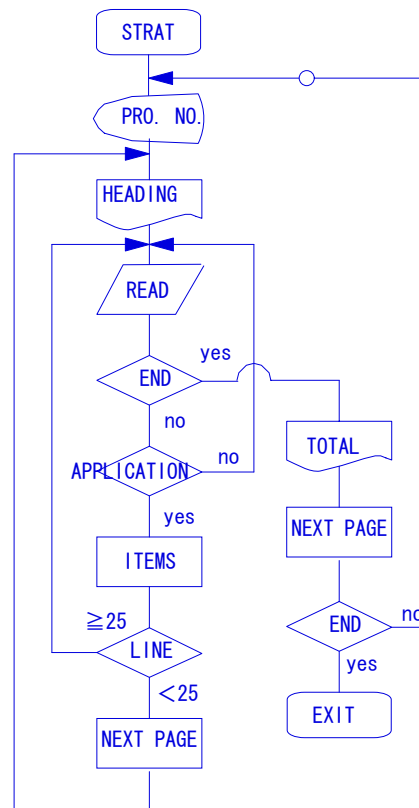 STRAT
PRO. NO.
HEADING
READ
yes
END
no
TOTAL
APPLICATION
no
yes
NEXT PAGE
ITEMS
≧25
LINE
END
no
yes
<25
EXIT
NEXT PAGE